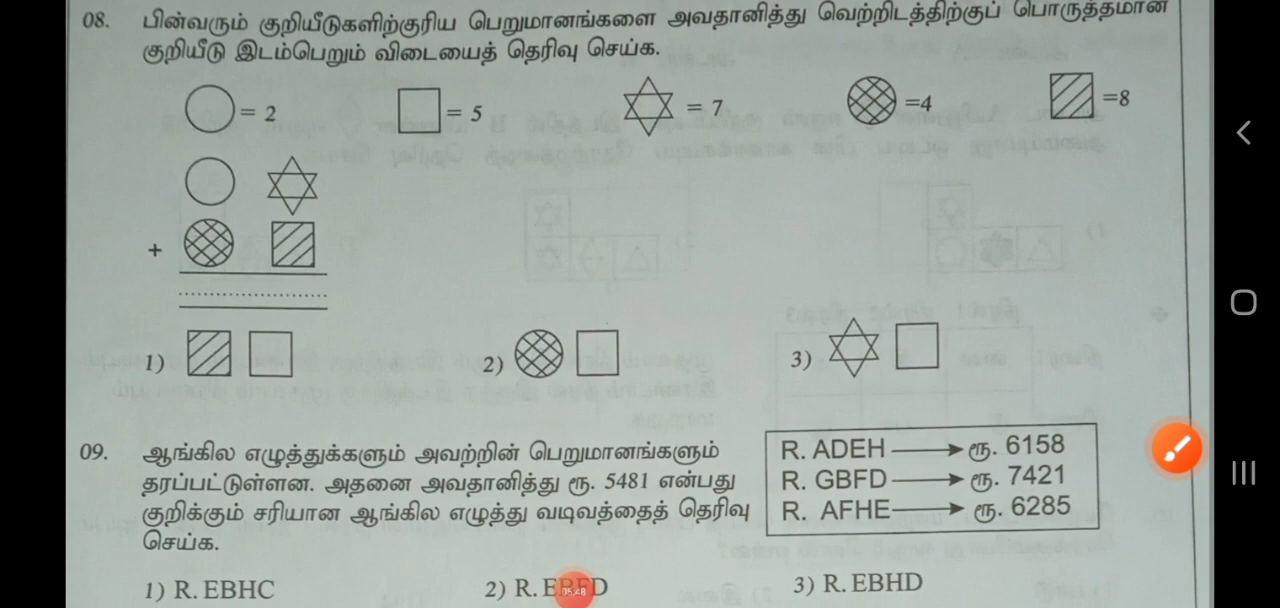 08. பின்வரும் குறியீடுகளிற்குரிய பெறுமானங்களை அவதானித்து வெற்றிடத்திற்குப் பொருத்தமான
குறியீடு இடம்பெறும் விடையைத் தெரிவு செய்க.
= 2 = 5 = 7 =4 =8
+
1) 2) 3)
09. ஆங்கில எழுத்துக்களும் அவற்றின் பெறுமானங்களும்
தரப்பட்டுள்ளன. அதனை அவதானித்து ரூ. 5481 என்பது
குறிக்கும் சரியான ஆங்கில எழுத்து வடிவத்தைத் தெரிவு
செய்க.
R. ADEH → ரூ. 6158
R. GBFD → ரூ. 7421
R. AFHE → ரூ. 6285
1) R. EBHC 2) R. 3) R. EBHD
05:48